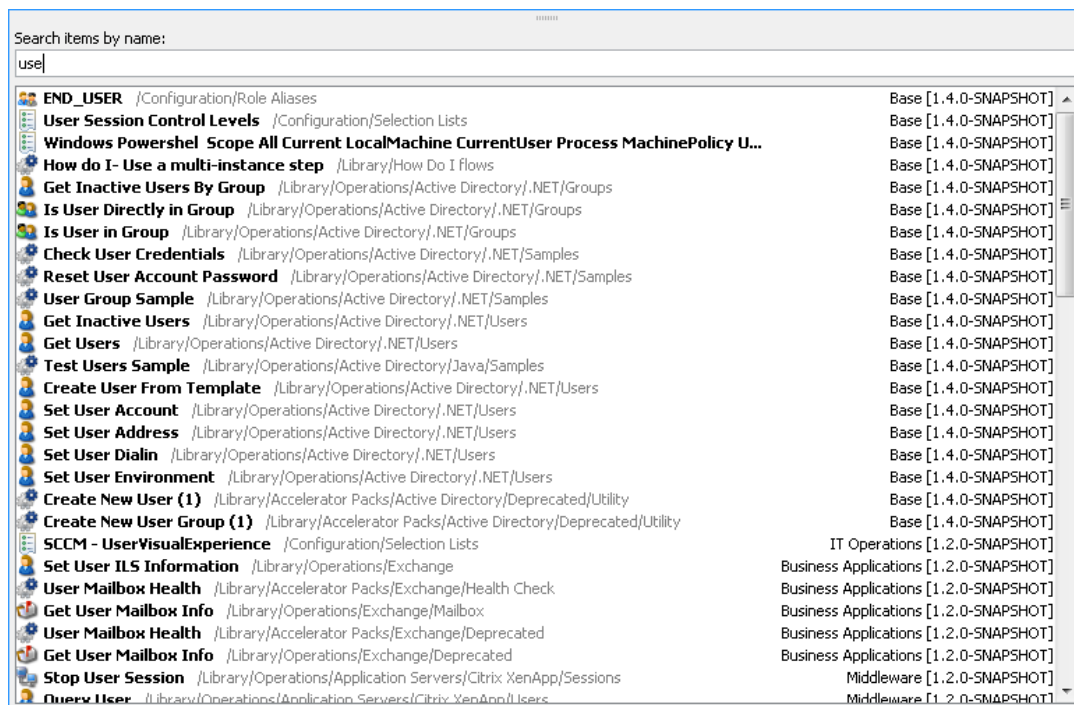 Search items by name:
use
END_USER /Configuration/Role Aliases Base [1.4.0-SNAPSHOT]
User Session Control Levels /Configuration/Selection Lists Base [1.4.0-SNAPSHOT]
Windows Powershel Scope All Current LocalMachine CurrentUser Process MachinePolicy U... Base [1.4.0-SNAPSHOT]
How do I- Use a multi-instance step /Library/How Do I flows Base [1.4.0-SNAPSHOT]
Get Inactive Users By Group /Library/Operations/Active Directory/.NET/Groups Base [1.4.0-SNAPSHOT]
Is User Directly in Group /Library/Operations/Active Directory/.NET/Groups Base [1.4.0-SNAPSHOT]
Is User in Group /Library/Operations/Active Directory/.NET/Groups Base [1.4.0-SNAPSHOT]
Check User Credentials /Library/Operations/Active Directory/.NET/Samples Base [1.4.0-SNAPSHOT]
Reset User Account Password /Library/Operations/Active Directory/.NET/Samples Base [1.4.0-SNAPSHOT]
User Group Sample /Library/Operations/Active Directory/.NET/Samples Base [1.4.0-SNAPSHOT]
Get Inactive Users /Library/Operations/Active Directory/.NET/Users Base [1.4.0-SNAPSHOT]
Get Users /Library/Operations/Active Directory/.NET/Users Base [1.4.0-SNAPSHOT]
Test Users Sample /Library/Operations/Active Directory/Java/Samples Base [1.4.0-SNAPSHOT]
Create User From Template /Library/Operations/Active Directory/.NET/Users Base [1.4.0-SNAPSHOT]
Set User Account /Library/Operations/Active Directory/.NET/Users Base [1.4.0-SNAPSHOT]
Set User Address /Library/Operations/Active Directory/.NET/Users Base [1.4.0-SNAPSHOT]
Set User Dialin /Library/Operations/Active Directory/.NET/Users Base [1.4.0-SNAPSHOT]
Set User Environment /Library/Operations/Active Directory/.NET/Users Base [1.4.0-SNAPSHOT]
Create New User (1) /Library/Accelerator Packs/Active Directory/Deprecated/Utility Base [1.4.0-SNAPSHOT]
Create New User Group (1) /Library/Accelerator Packs/Active Directory/Deprecated/Utility Base [1.4.0-SNAPSHOT]
SCCM - UserVisualExperience /Configuration/Selection Lists IT Operations [1.2.0-SNAPSHOT]
Set User ILS Information /Library/Operations/Exchange Business Applications [1.2.0-SNAPSHOT]
User Mailbox Health /Library/Accelerator Packs/Exchange/Health Check Business Applications [1.2.0-SNAPSHOT]
Get User Mailbox Info /Library/Operations/Exchange/Mailbox Business Applications [1.2.0-SNAPSHOT]
User Mailbox Health /Library/Accelerator Packs/Exchange/Deprecated Business Applications [1.2.0-SNAPSHOT]
Get User Mailbox Info /Library/Operations/Exchange/Deprecated Business Applications [1.2.0-SNAPSHOT]
Stop User Session /Library/Operations/Application Servers/Citrix XenApp/Sessions Middleware [1.2.0-SNAPSHOT]
Query User /Library/Operations/Application Servers/Citrix XenApp/Users Middleware [1.2.0-SNAPSHOT]